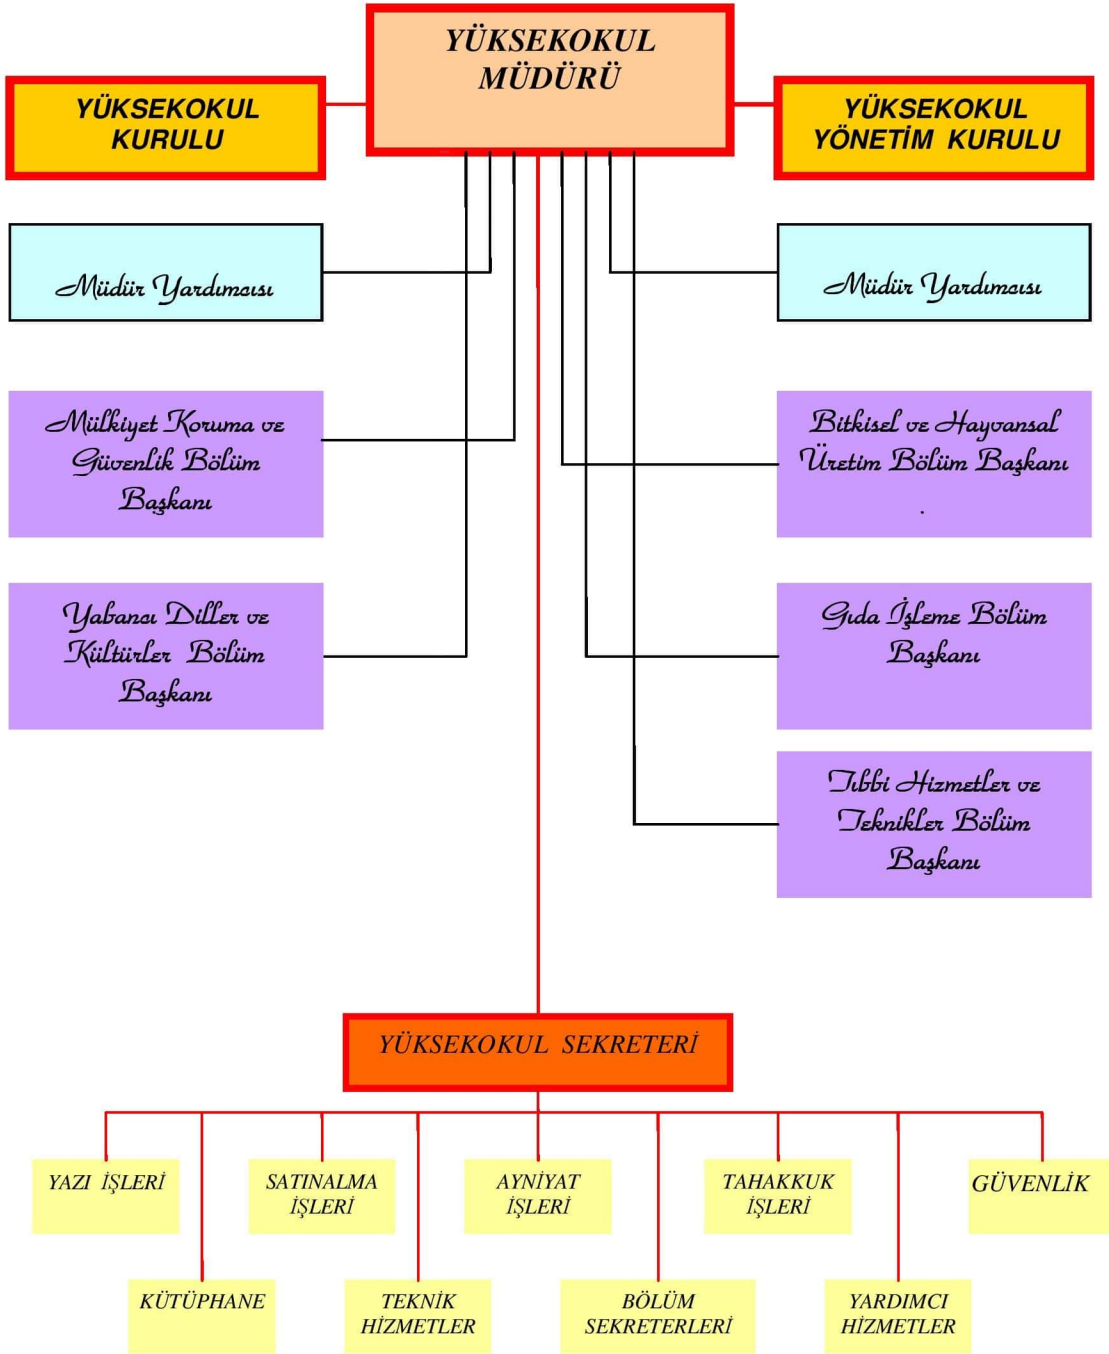 YÜKSEKOKUL
MÜDÜRÜ
YÜKSEKOKUL
KURULU
YÜKSEKOKUL
YÖNETİM KURULU
Müdür Yardımcısı
Müdür Yardımcısı
Mülkiyet Koruma ve
Güvenlik Bölüm
Başkanı
Bitkisel ve Hayvansal
Üretim Bölüm Başkanı
.
Yabancı Diller ve
Kültürler Bölüm
Başkanı
Gıda İşleme Bölüm
Başkanı
Tıbbi Hizmetler ve
Teknikler Bölüm
Başkanı
YÜKSEKOKUL SEKRETERİ
YAZI İŞLERİ
SATINALMA
İŞLERİ
AYNİYAT
İŞLERİ
TAHAKKUK
İŞLERİ
GÜVENLİK
KÜTÜPHANE
TEKNİK
HİZMETLER
BÖLÜM
SEKRETERLERİ
YARDIMCI
HİZMETLER